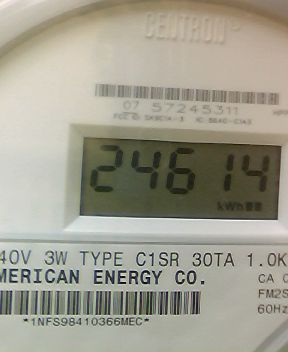 CENTRON
07 57245311
24614
kWh
40V 3W TYPE C1SR 30TA 1.0K
MERICAN ENERGY CO.
CA
FM2S
60Hz
*1NFS98410366MEC*